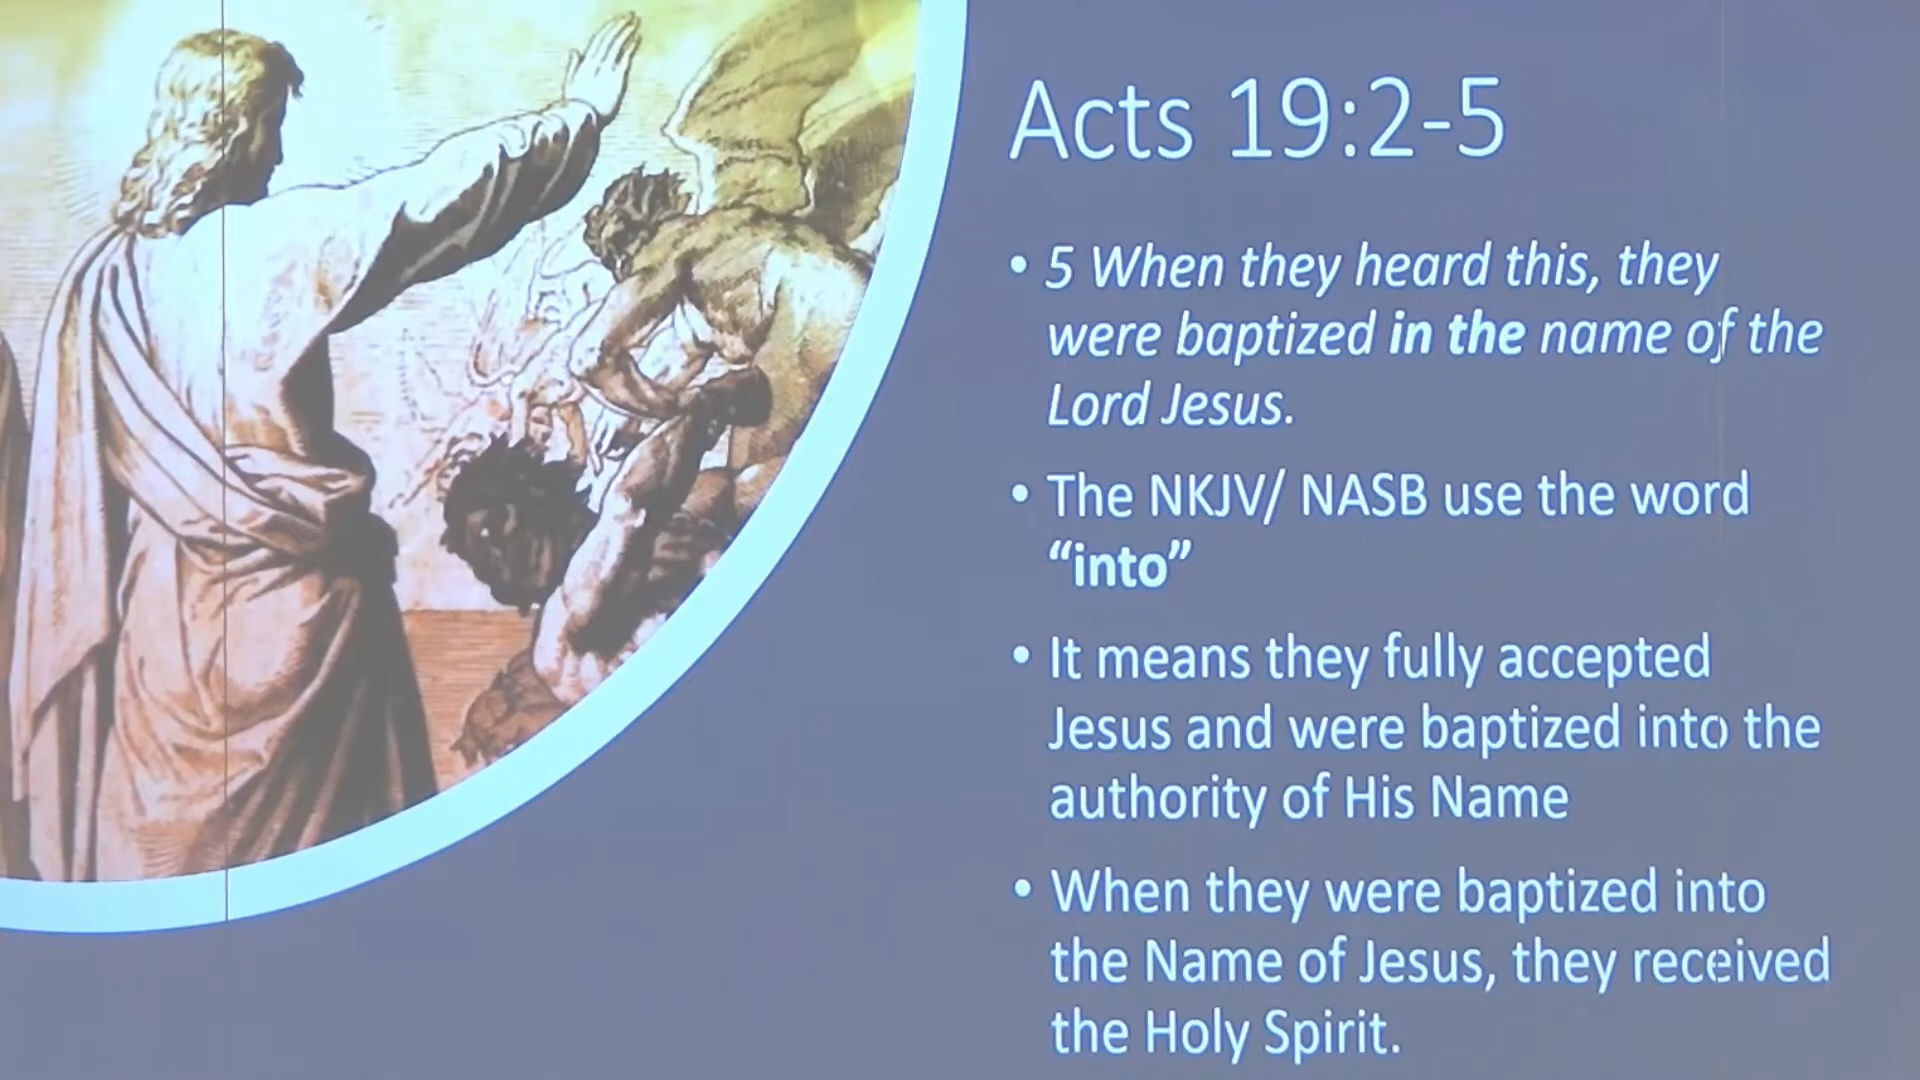 Acts 19:2-5
• 5 When they heard this, they
were baptized in the name of the
Lord Jesus.
• The NKJV/ NASB use the word
“into”
• It means they fully accepted
Jesus and were baptized into the
authority of His Name
• When they were baptized into
the Name of Jesus, they received
the Holy Spirit.